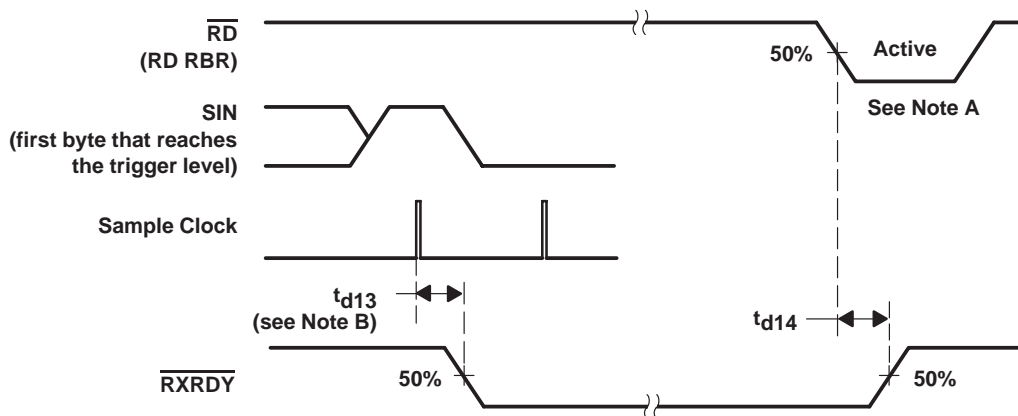 RD
(RD RBR)
50%
Active
See Note A
SIN
(first byte that reaches
the trigger level)
Sample Clock
td13
(see Note B)
td14
RXRDY
50%
50%